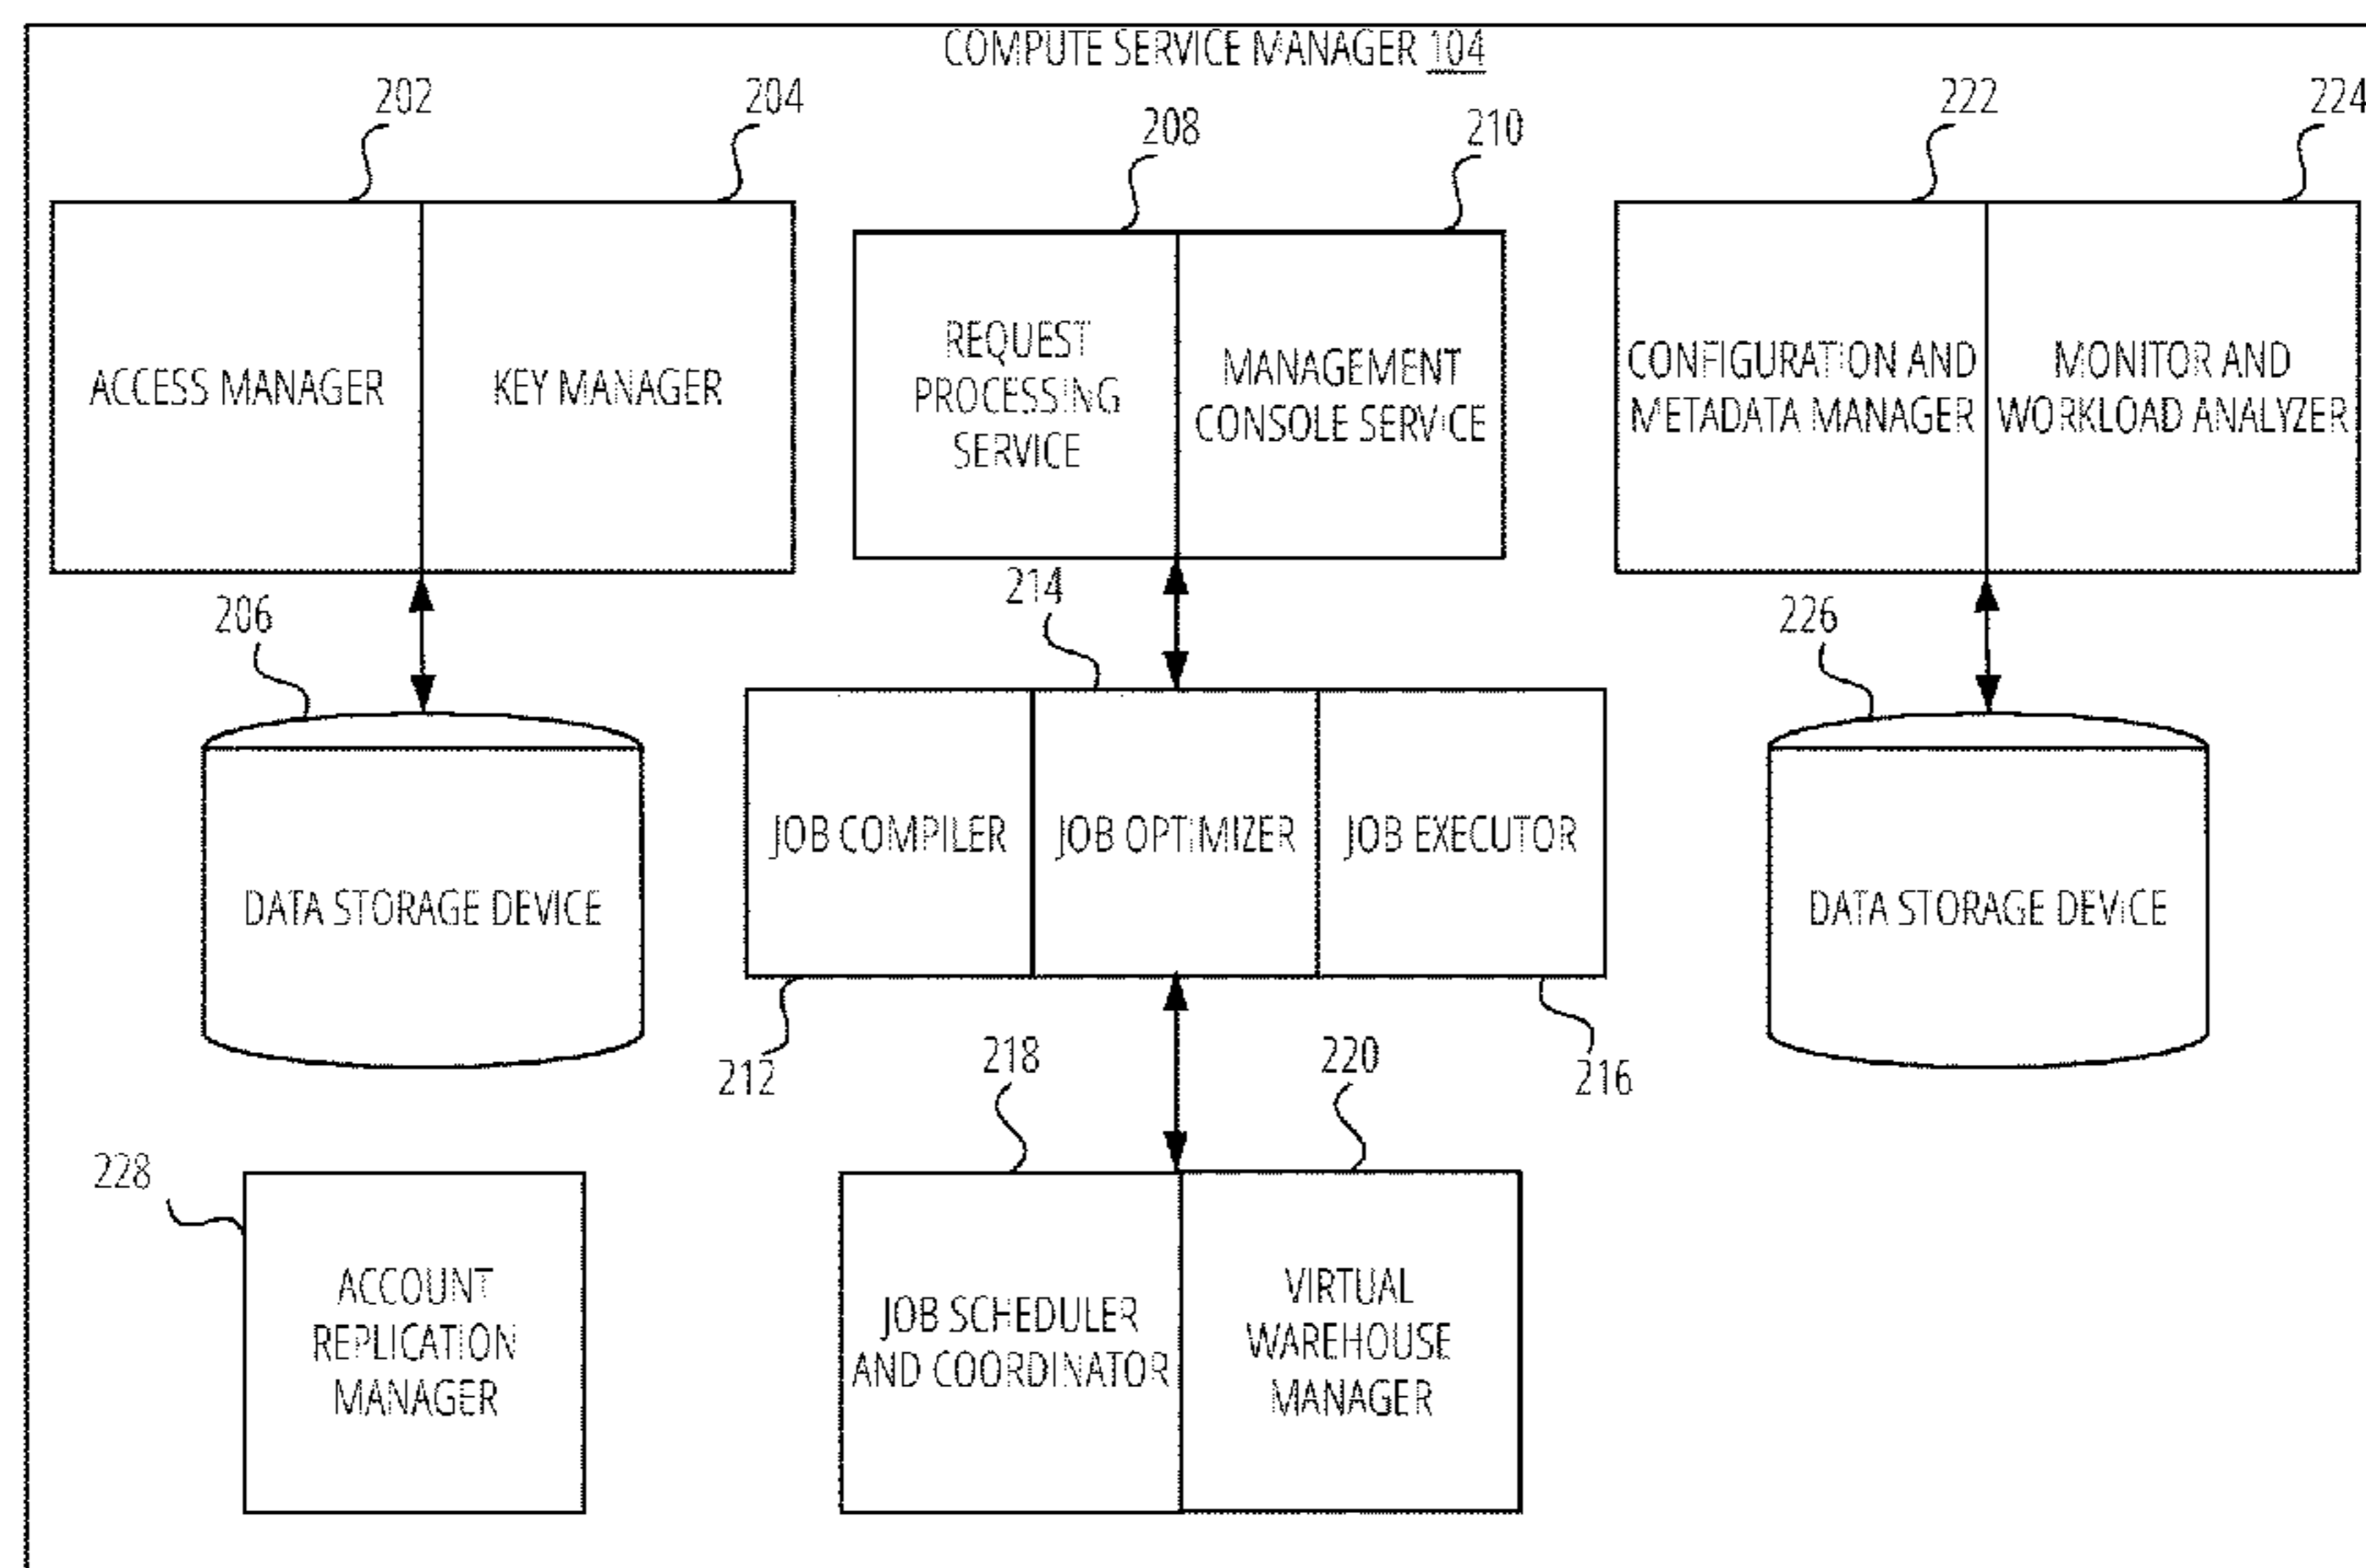 COMPUTE SERVICE MANAGER 104
202
204
208
210
222
224
ACCESS MANAGER
KEY MANAGER
REQUEST
PROCESSING
SERVICE
MANAGEMENT
CONSOLE SERVICE
CONFIGURATION AND
METADATA MANAGER
MONITOR AND
WORKLOAD ANALYZER
206
214
226
DATA STORAGE DEVICE
JOB COMPILER
JOB OPTIMIZER
JOB EXECUTOR
DATA STORAGE DEVICE
212
218
220
216
228
ACCOUNT
REPLICATION
MANAGER
JOB SCHEDULER
AND COORDINATOR
VIRTUAL
WAREHOUSE
MANAGER